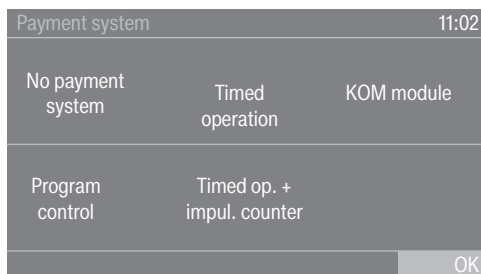 Payment system 11:02
No payment
system
Timed
operation
KOM module
Program
control
Timed op. +
impul. counter
OK